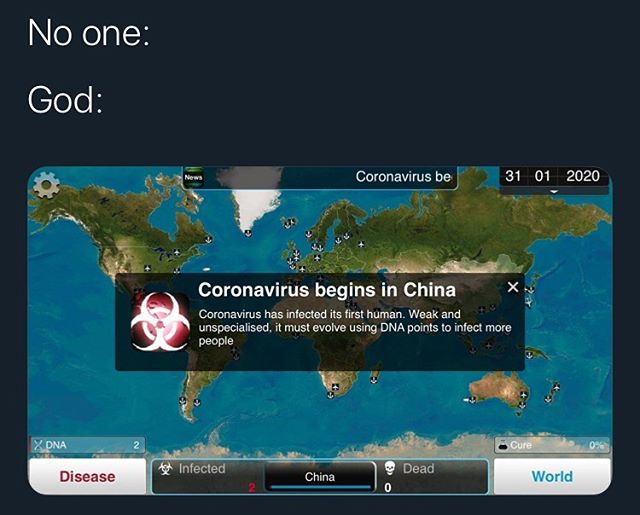 No one:
God:
News
Coronavirus be
31 01 2020
Coronavirus begins in China
Coronavirus has infected its first human. Weak and
unspecialised, it must evolve using DNA points to infect more
people
DNA 2
Cure 0%
Disease
Infected
2
China
Dead
0
World